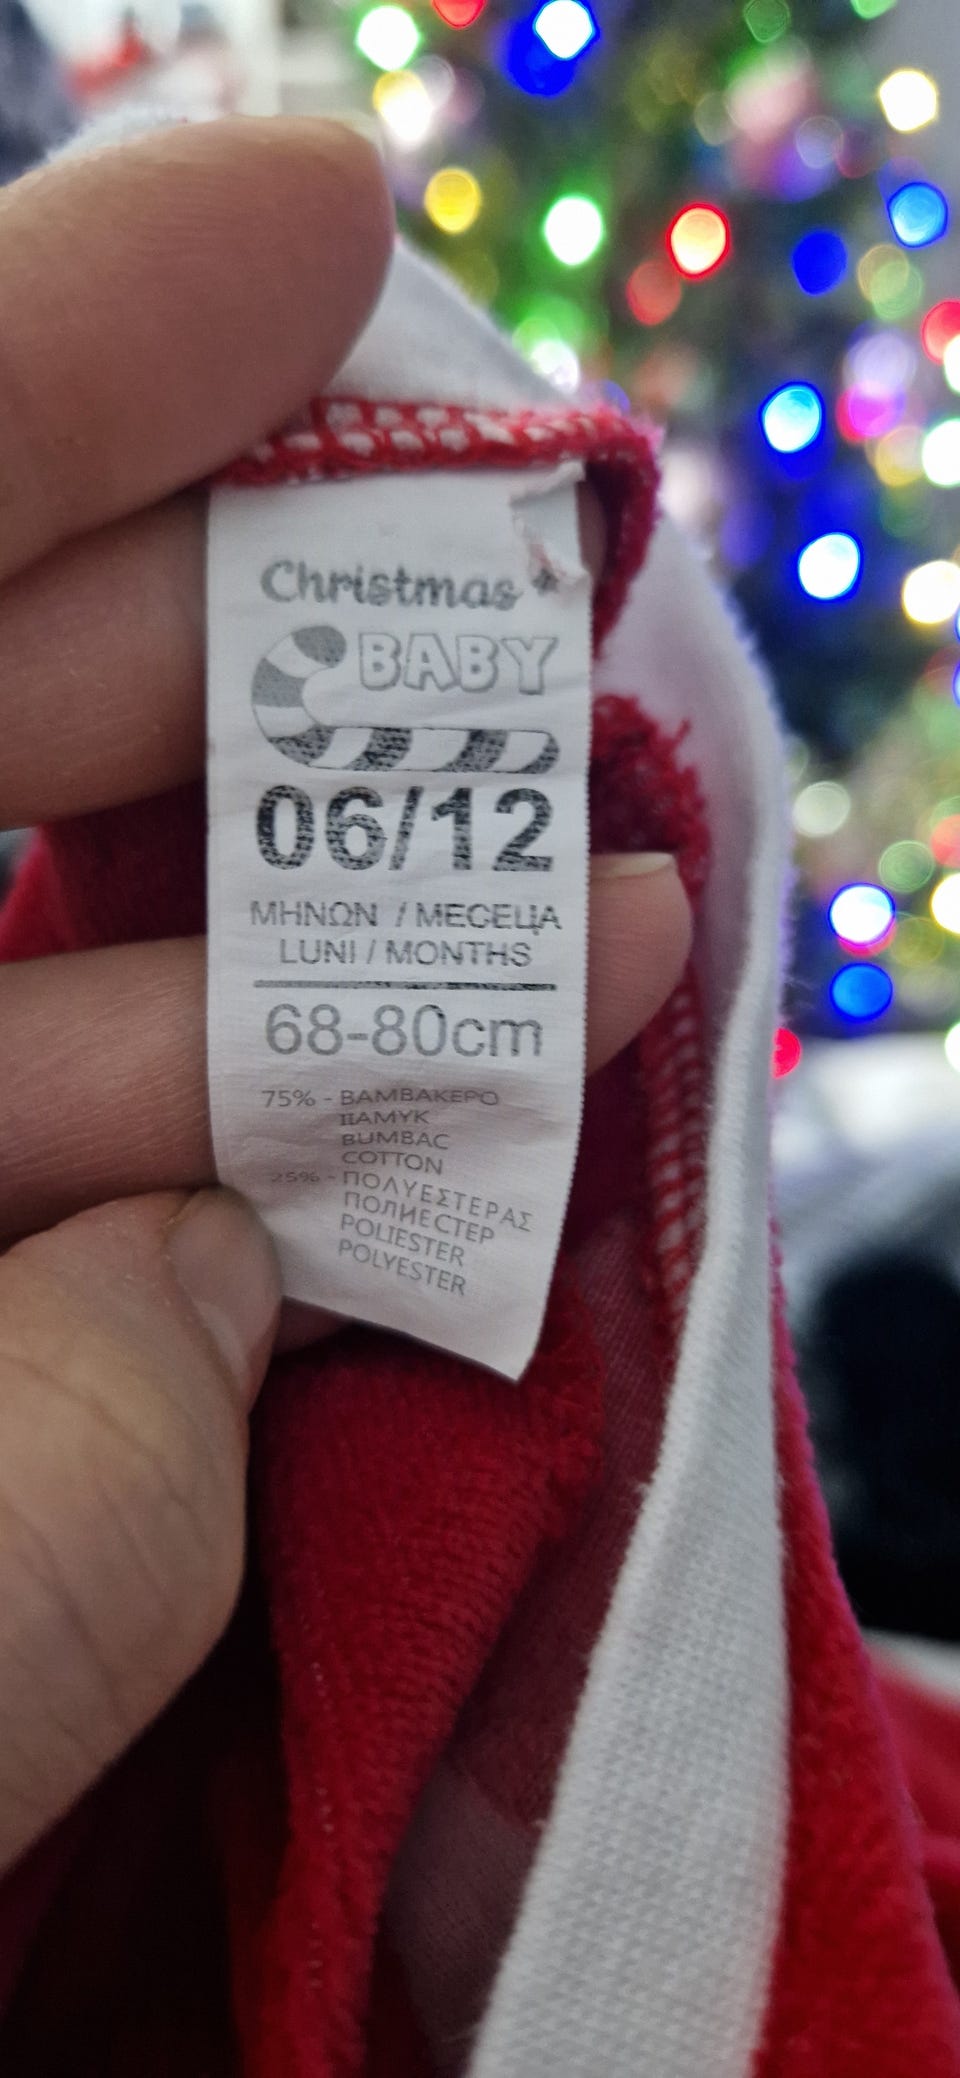 Christmas *
BABY
06/12
ΜΗΝΩΝ / МЕСЕЦА
LUNI / MONTHS
68-80cm
75% - ΒΑΜΒΑΚΕΡΟ
ПАМУК
BUMBAC
COTTON
25% - ΠΟΛΥΕΣΤΕΡΑΣ
ПОЛИЕСТЕР
POLIESTER
POLYESTER